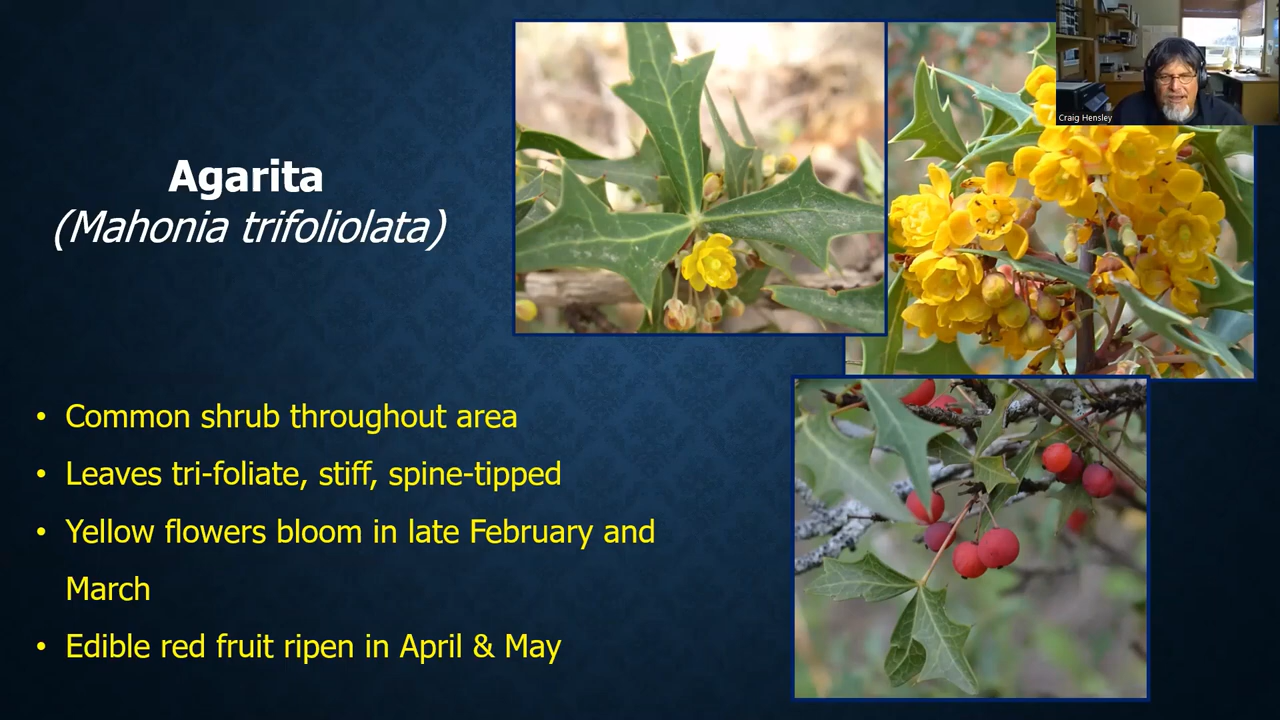 Agarita
(Mahonia trifoliolata)
• Common shrub throughout area
• Leaves tri-foliate, stiff, spine-tipped
• Yellow flowers bloom in late February and
March
• Edible red fruit ripen in April & May
Craig Hensley